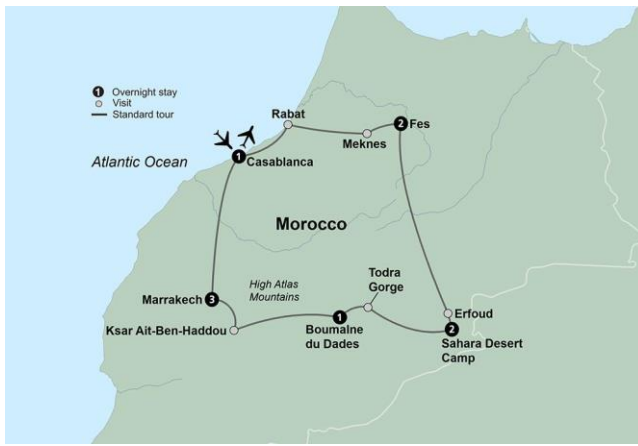 1 Overnight stay
Visit
Standard tour
Atlantic Ocean
Rabat
2 Fes
Meknes
1 Casablanca
Morocco
High Atlas
Mountains
Todra
Gorge
Marrakech 3
Ksar Ait-Ben-Haddou
1
Boumalne
du Dades
Erfoud
2
Sahara Desert
Camp